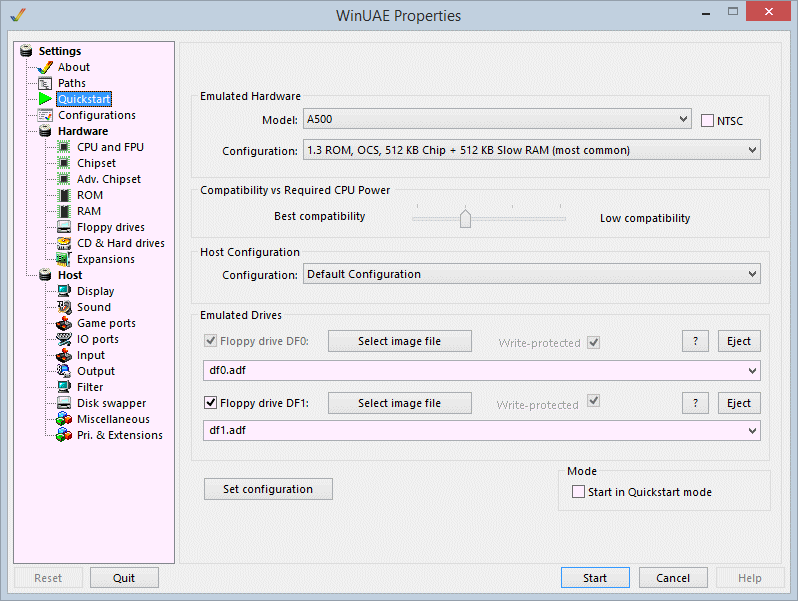 WinUAE Properties
Settings
About
Paths
Quickstart
Configurations
Hardware
CPU and FPU
Chipset
Adv. Chipset
ROM
RAM
Floppy drives
CD & Hard drives
Expansions
Host
Display
Sound
Game ports
IO ports
Input
Output
Filter
Disk swapper
Miscellaneous
Pri. & Extensions
Emulated Hardware
Model: A500 NTSC
Configuration: 1.3 ROM, OCS, 512 KB Chip + 512 KB Slow RAM (most common)
Compatibility vs Required CPU Power
Best compatibility Low compatibility
Host Configuration
Configuration: Default Configuration
Emulated Drives
Floppy drive DF0: Select image file Write-protected ? Eject
df0.adf
Floppy drive DF1: Select image file Write-protected ? Eject
df1.adf
Set configuration
Mode
Start in Quickstart mode
Reset Quit Start Cancel Help